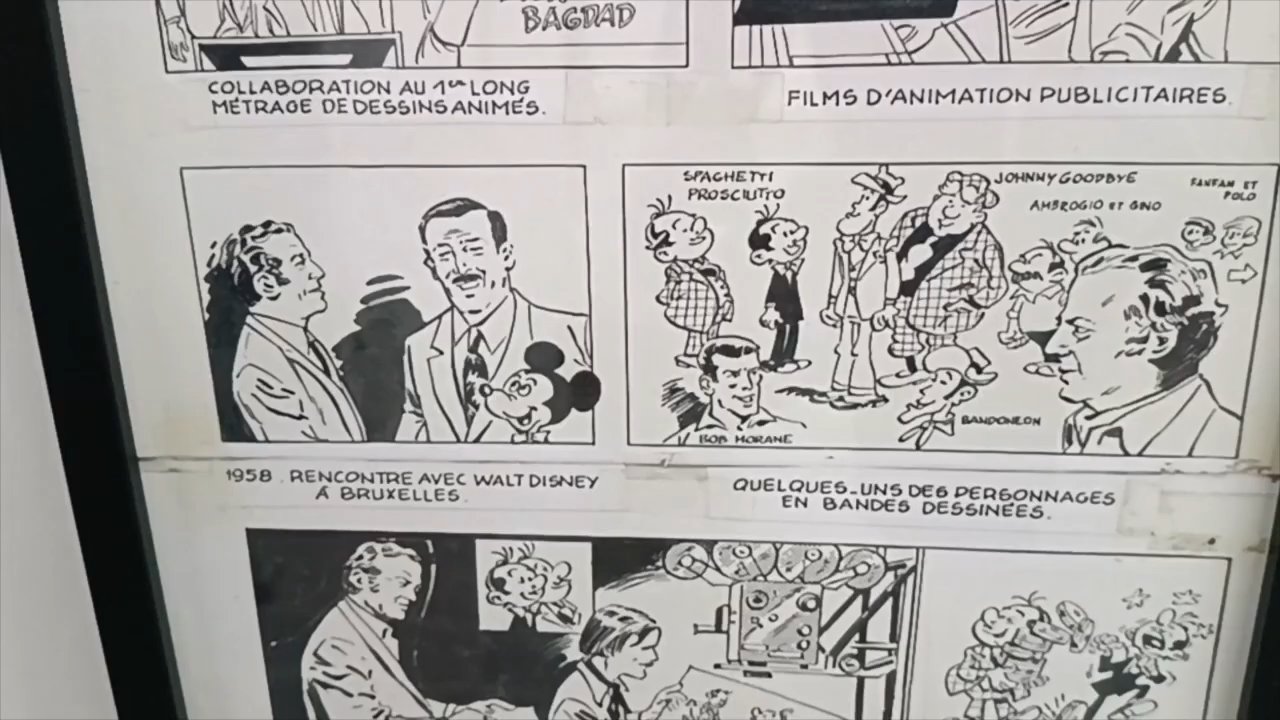 BAGDAD
COLLABORATION AU 1ER LONG
MÉTRAGE DE DESSINS ANIMÉS.
FILMS D'ANIMATION PUBLICITAIRES.
SPAGHETTI
PROSCIUTTO
JOHNNY GOODBYE
AMBROGIO ET GINO
FANFAN ET
POLO
BOB MORANE
BANDONEON
1958. RENCONTRE AVEC WALT DISNEY
À BRUXELLES.
QUELQUES-UNS DES PERSONNAGES
EN BANDES DESSINÉES.